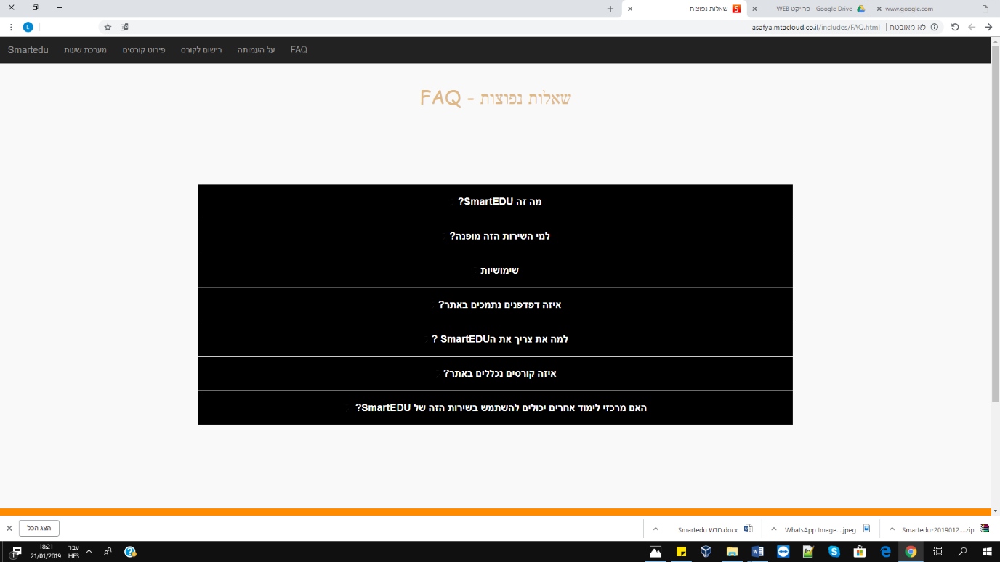 שאלות נפוצות
פרויקט WEB - Google Drive
www.google.com
L
לא מאובטח | asafya.mtacloud.co.il/includes/FAQ.html
Smartedu
מערכת שעות
פירוט קורסים
רישום לקורס
על העמותה
FAQ
שאלות נפוצות - FAQ
מה זה SmartEDU?
למי השירות הזה מופנה?
שימושיות
איזה דפדפנים נתמכים באתר?
למה את צריך את הSmartEDU ?
איזה קורסים נכללים באתר?
האם מרכזי לימוד אחרים יכולים להשתמש בשירות הזה של SmartEDU?
Smartedu-2019012....zip
WhatsApp Image....jpeg
Smartedu חדש.docx
הצג הכל
18:21
21/01/2019
עבר
HE3